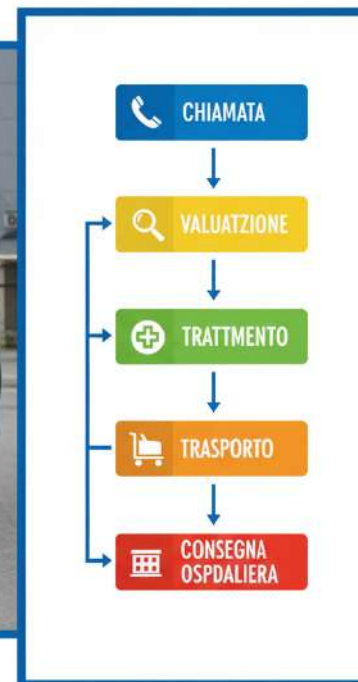 CHIAMATA
VALUATZIONE
TRATTMENTO
TRASPORTO
CONSEGNA
OSPDALIERA